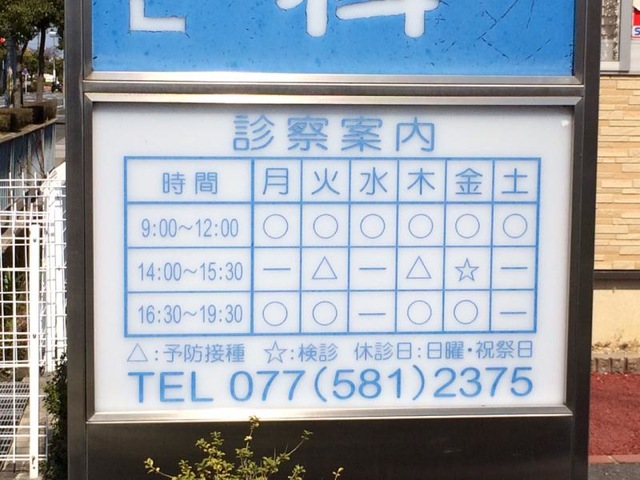 科
診察案内
時間 月 火 水 木 金 土
9:00~12:00 ○ ○ ○ ○ ○ ○
14:00~15:30 — △ — △ ☆ —
16:30~19:30 ○ ○ — ○ ○ —
△:予防接種 ☆:検診 休診日:日曜・祝祭日
TEL 077(581)2375